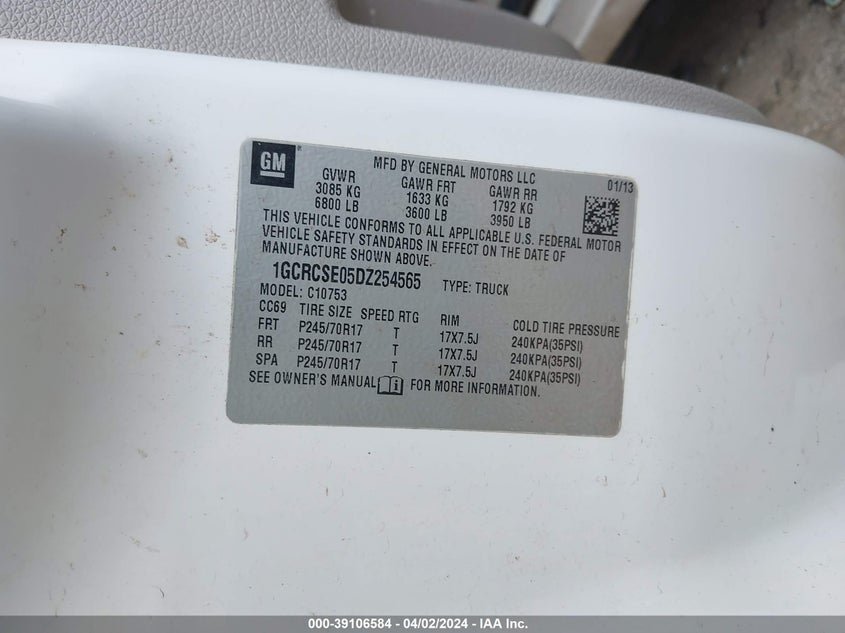 GM
MFD BY GENERAL MOTORS LLC 01/13
GVWR GAWR FRT GAWR RR
3085 KG 1633 KG 1792 KG
6800 LB 3600 LB 3950 LB
THIS VEHICLE CONFORMS TO ALL APPLICABLE U.S. FEDERAL MOTOR
VEHICLE SAFETY STANDARDS IN EFFECT ON THE DATE OF
MANUFACTURE SHOWN ABOVE.
1GCRCSE05DZ254565 TYPE: TRUCK
MODEL: C10753
CC69 TIRE SIZE SPEED RTG RIM COLD TIRE PRESSURE
FRT P245/70R17 T 17X7.5J 240KPA(35PSI)
RR P245/70R17 T 17X7.5J 240KPA(35PSI)
SPA P245/70R17 T 17X7.5J 240KPA(35PSI)
SEE OWNER'S MANUAL i FOR MORE INFORMATION.
000-39106584 - 04/02/2024 - IAA Inc.